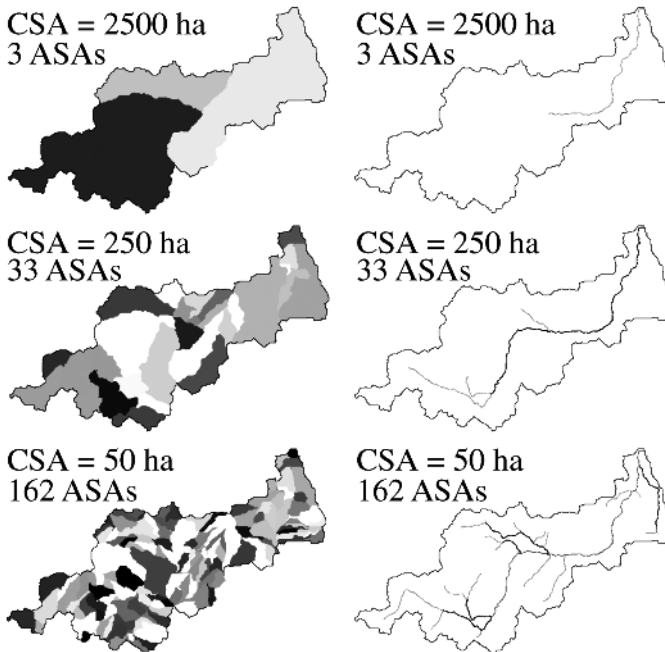 CSA = 2500 ha
3 ASAs
CSA = 2500 ha
3 ASAs
CSA = 250 ha
33 ASAs
CSA = 250 ha
33 ASAs
CSA = 50 ha
162 ASAs
CSA = 50 ha
162 ASAs